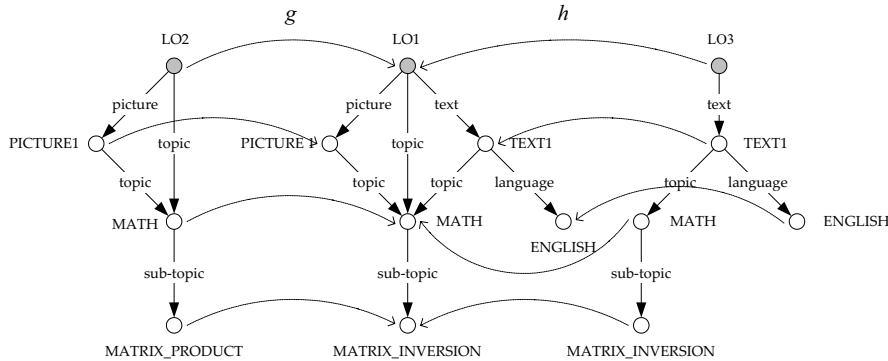 g h
LO2 LO1 LO3
picture picture text text
PICTURE1 topic PICTURE 1 topic TEXT1 TEXT1
topic topic topic language topic language
MATH MATH ENGLISH MATH ENGLISH
sub-topic sub-topic sub-topic
MATRIX_PRODUCT MATRIX_INVERSION MATRIX_INVERSION